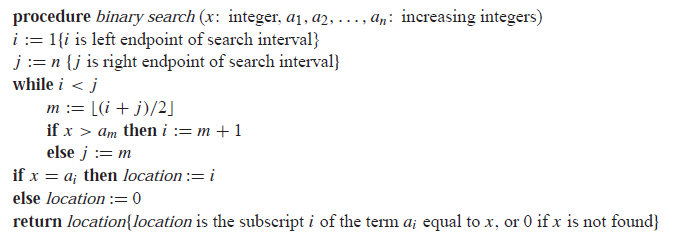 procedure binary search (x: integer, a₁, a₂, . . . , aₙ: increasing integers)
i := 1{i is left endpoint of search interval}
j := n {j is right endpoint of search interval}
while i < j
m := ⌊(i + j)/2⌋
if x > aₘ then i := m + 1
else j := m
if x = aᵢ then location := i
else location := 0
return location{location is the subscript i of the term aᵢ equal to x, or 0 if x is not found}